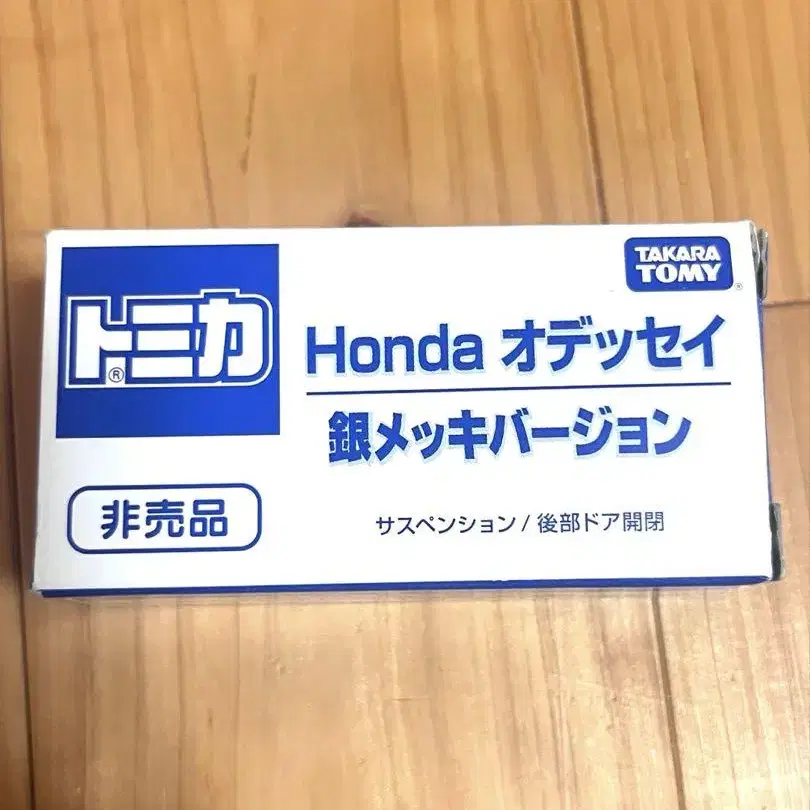 TAKARA
TOMY
トミカ
Honda オデッセイ
銀メッキバージョン
非売品
サスペンション/後部ドア開閉